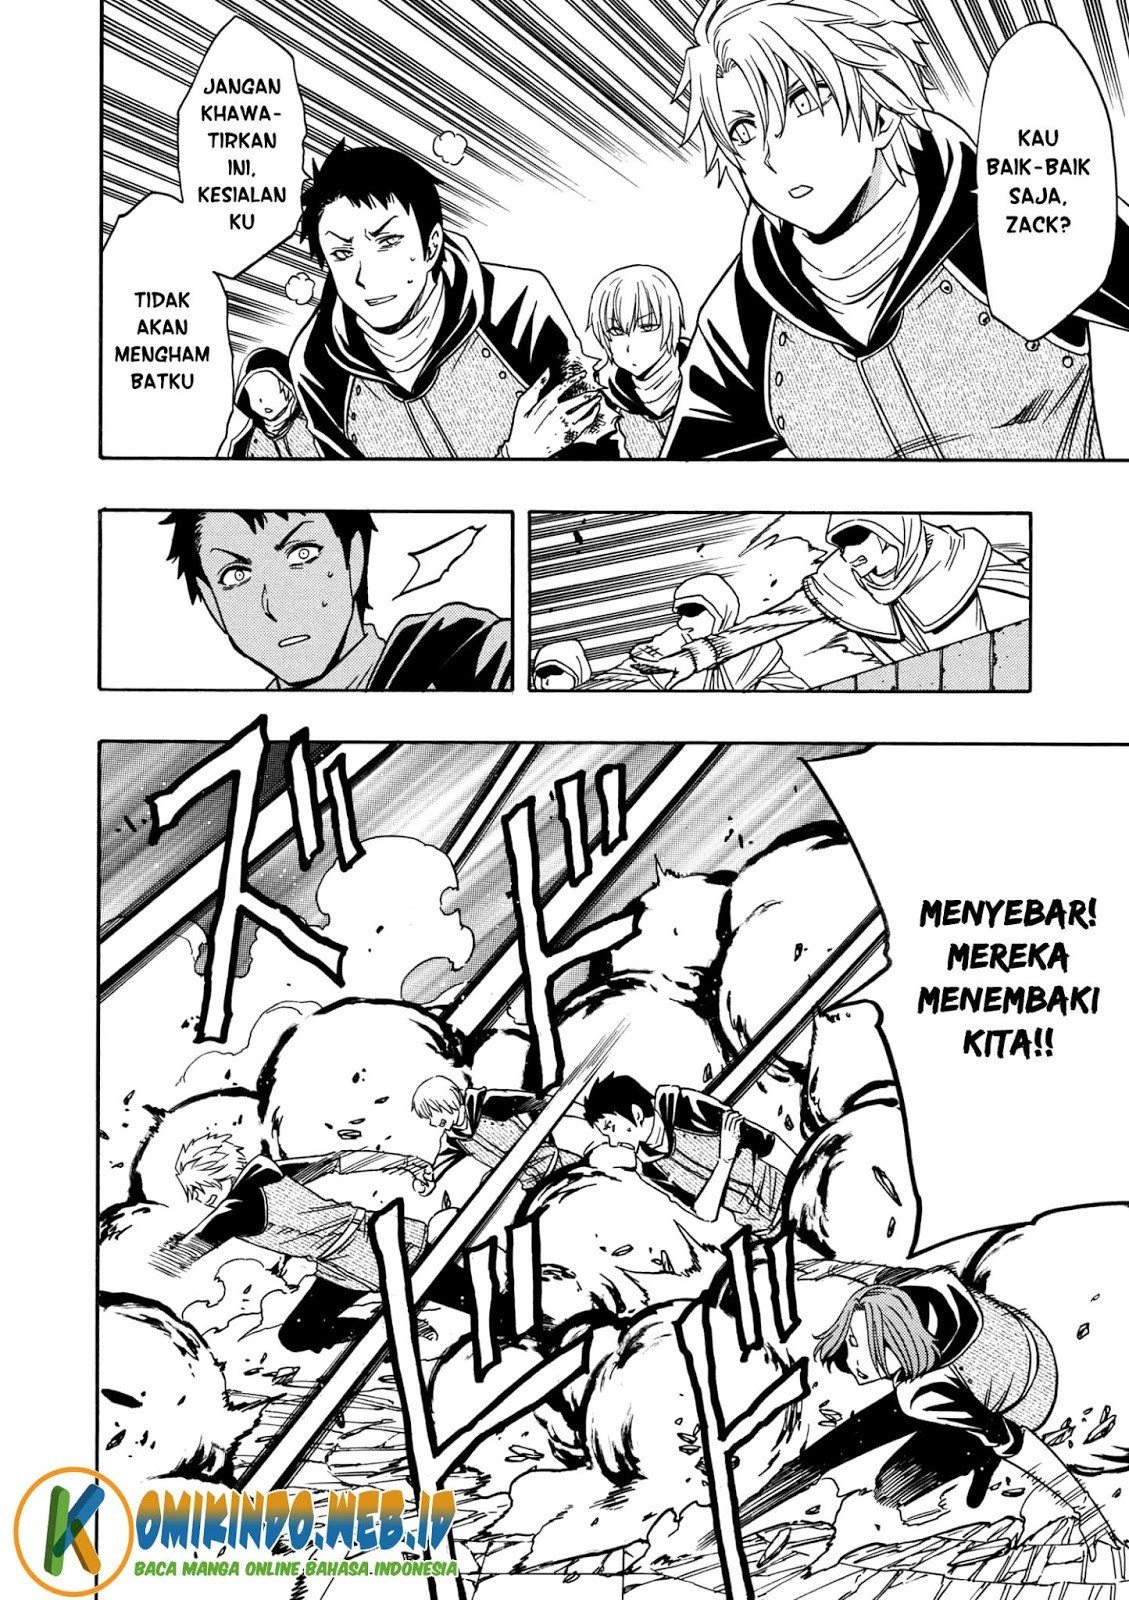 KAU
BAIK-BAIK
SAJA,
ZACK?
JANGAN
KHAWA-
TIRKAN
INI,
KESIALAN
KU
TIDAK
AKAN
MENGHAM
BATKU
MENYEBAR!
MEREKA
MENEMBAKI
KITA!!
ズドドドド
KOMIKINDO.WEB.ID
BACA MANGA ONLINE BAHASA INDONESIA